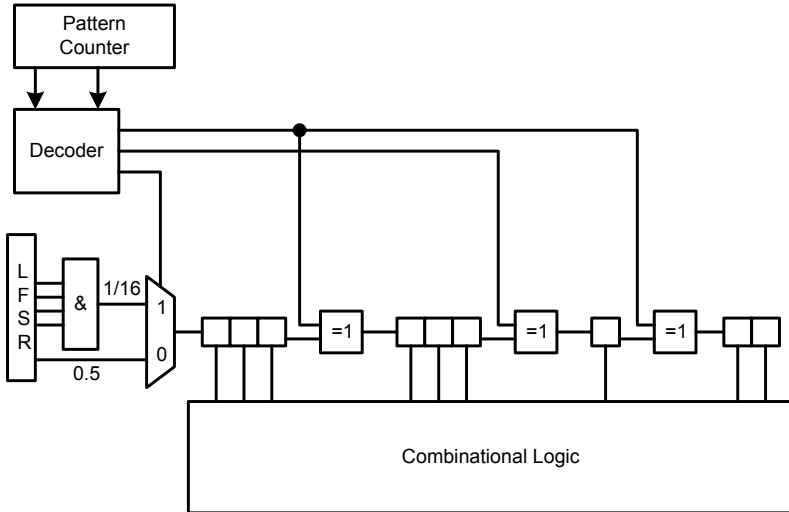 Pattern
Counter
Decoder
L
F
S
R
&
1/16
1
0
0.5
=1
=1
=1
Combinational Logic